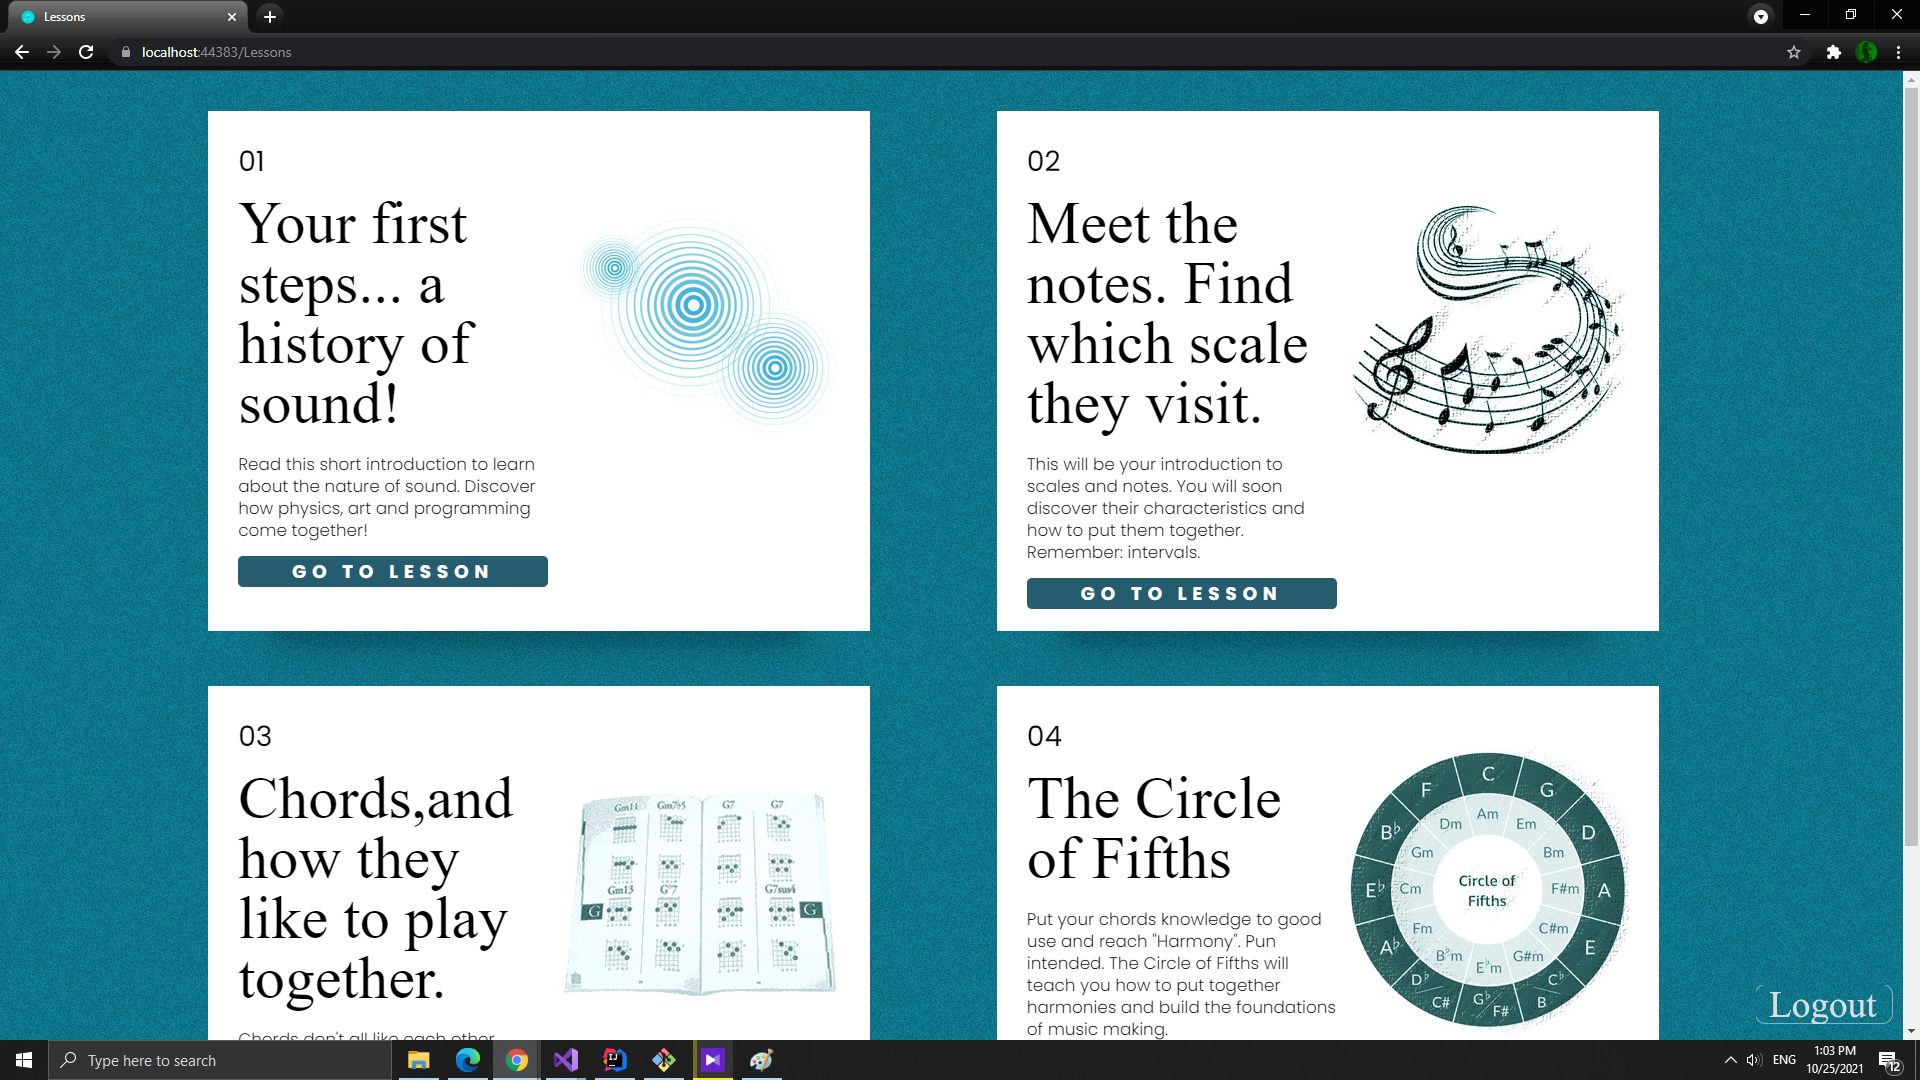 Lessons
localhost:44383/Lessons
01
Your first
steps... a
history of
sound!
Read this short introduction to learn
about the nature of sound. Discover
how physics, art and programming
come together!
GO TO LESSON
02
Meet the
notes. Find
which scale
they visit.
This will be your introduction to
scales and notes. You will soon
discover their characteristics and
how to put them together.
Remember: intervals.
GO TO LESSON
03
Chords,and
how they
like to play
together.
Chords don't all like each other
Gm11 Gm7♭5 G7 G7
Gm13 G°7 G7sus4
G G
04
The Circle
of Fifths
Put your chords knowledge to good
use and reach "Harmony". Pun
intended. The Circle of Fifths will
teach you how to put together
harmonies and build the foundations
of music making.
C
F G
Am
Dm Em
B♭ D
Gm Bm
Circle of
Fifths
E♭ Cm F#m A
Fm C#m
A♭ E
B♭m G#m
E♭m
D♭ C♭
C# G♭ B
F#
Logout
Type here to search
ENG
1:03 PM
10/25/2021
12